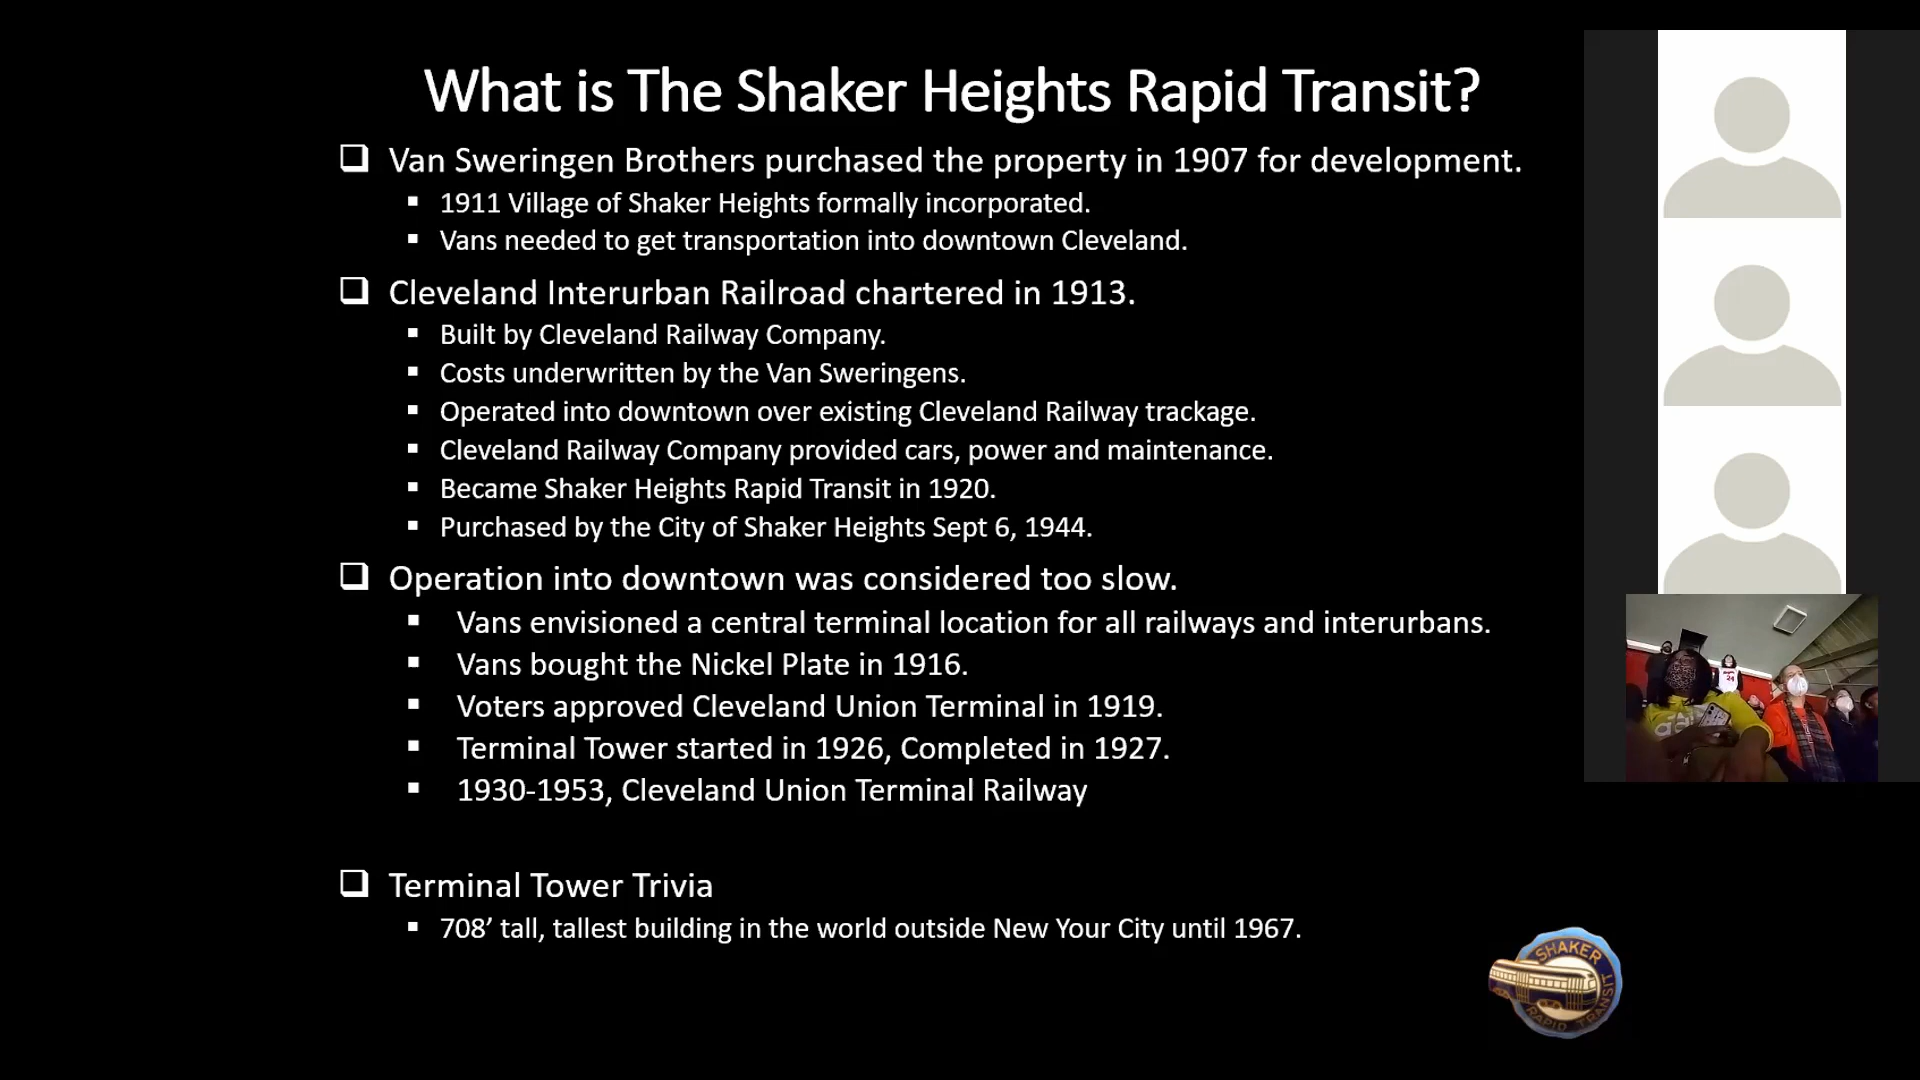 What is The Shaker Heights Rapid Transit?
Van Sweringen Brothers purchased the property in 1907 for development.
1911 Village of Shaker Heights formally incorporated.
Vans needed to get transportation into downtown Cleveland.
Cleveland Interurban Railroad chartered in 1913.
Built by Cleveland Railway Company.
Costs underwritten by the Van Sweringens.
Operated into downtown over existing Cleveland Railway trackage.
Cleveland Railway Company provided cars, power and maintenance.
Became Shaker Heights Rapid Transit in 1920.
Purchased by the City of Shaker Heights Sept 6, 1944.
Operation into downtown was considered too slow.
Vans envisioned a central terminal location for all railways and interurbans.
Vans bought the Nickel Plate in 1916.
Voters approved Cleveland Union Terminal in 1919.
Terminal Tower started in 1926, Completed in 1927.
1930-1953, Cleveland Union Terminal Railway
Terminal Tower Trivia
708’ tall, tallest building in the world outside New Your City until 1967.
SHAKER
RAPID TRANSIT
24